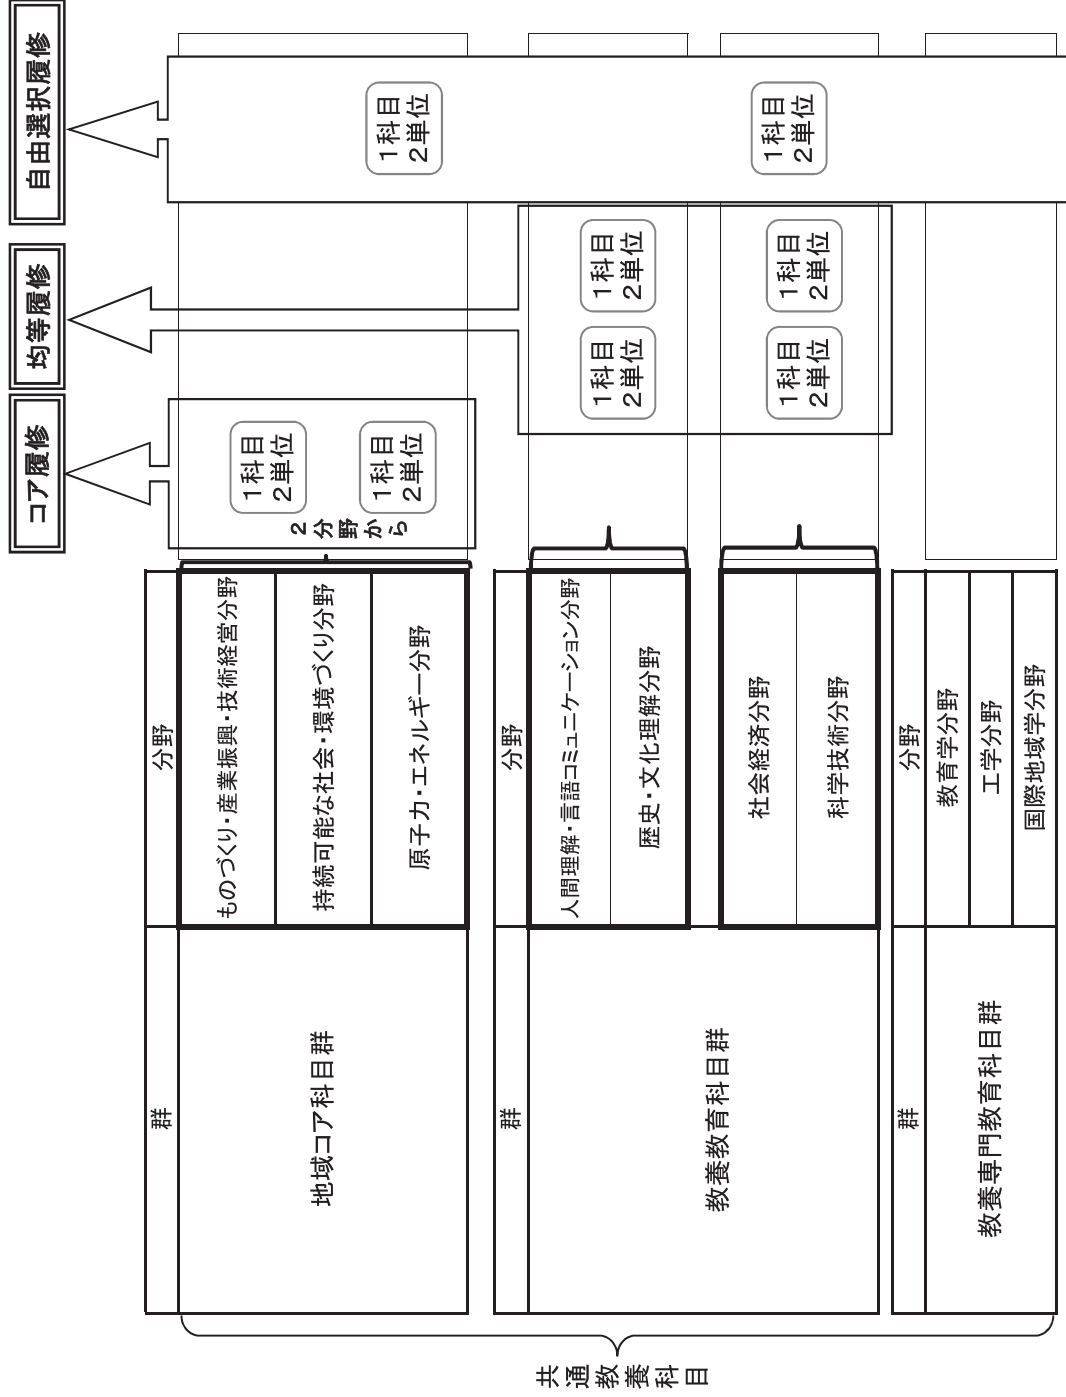 共通教養科目
群
分野
コア履修
均等履修
自由選択履修
地域コア科目群
ものづくり・産業振興・技術経営分野
持続可能な社会・環境づくり分野
原子力・エネルギー分野
2分野から
1科目
2単位
1科目
2単位
1科目
2単位
群
分野
教養教育科目群
人間理解・言語コミュニケーション分野
歴史・文化理解分野
1科目
2単位
1科目
2単位
社会経済分野
科学技術分野
1科目
2単位
1科目
2単位
1科目
2単位
群
分野
教養専門教育科目群
教育学分野
工学分野
国際地域学分野